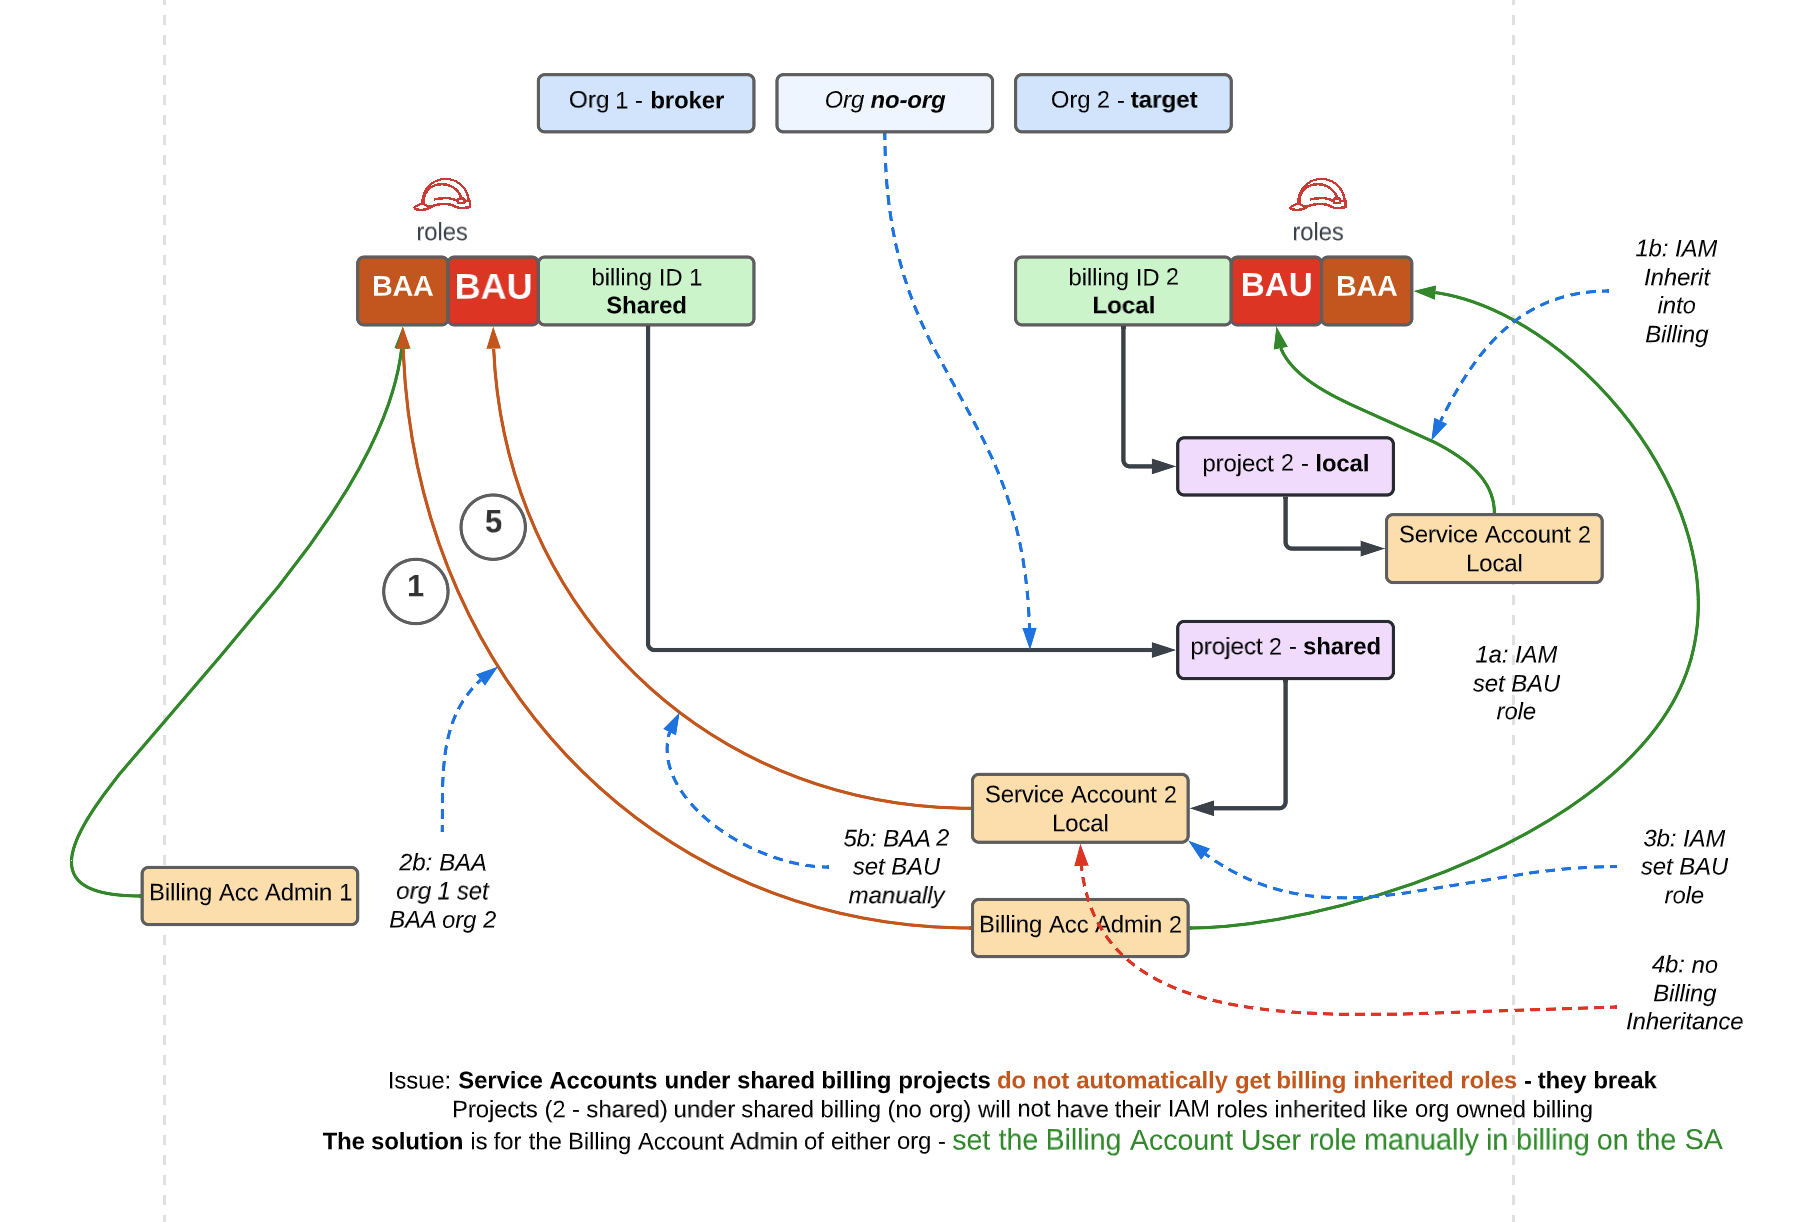 Org 1 - broker
Org no-org
Org 2 - target
roles
roles
BAA
BAU
billing ID 1
Shared
billing ID 2
Local
BAU
BAA
1b: IAM
Inherit
into
Billing
project 2 - local
5
Service Account 2
Local
1
project 2 - shared
1a: IAM
set BAU
role
Service Account 2
Local
5b: BAA 2
set BAU
manually
3b: IAM
set BAU
role
2b: BAA
org 1 set
BAA org 2
Billing Acc Admin 1
Billing Acc Admin 2
4b: no
Billing
Inheritance
Issue: Service Accounts under shared billing projects do not automatically get billing inherited roles - they break
Projects (2 - shared) under shared billing (no org) will not have their IAM roles inherited like org owned billing
The solution is for the Billing Account Admin of either org - set the Billing Account User role manually in billing on the SA